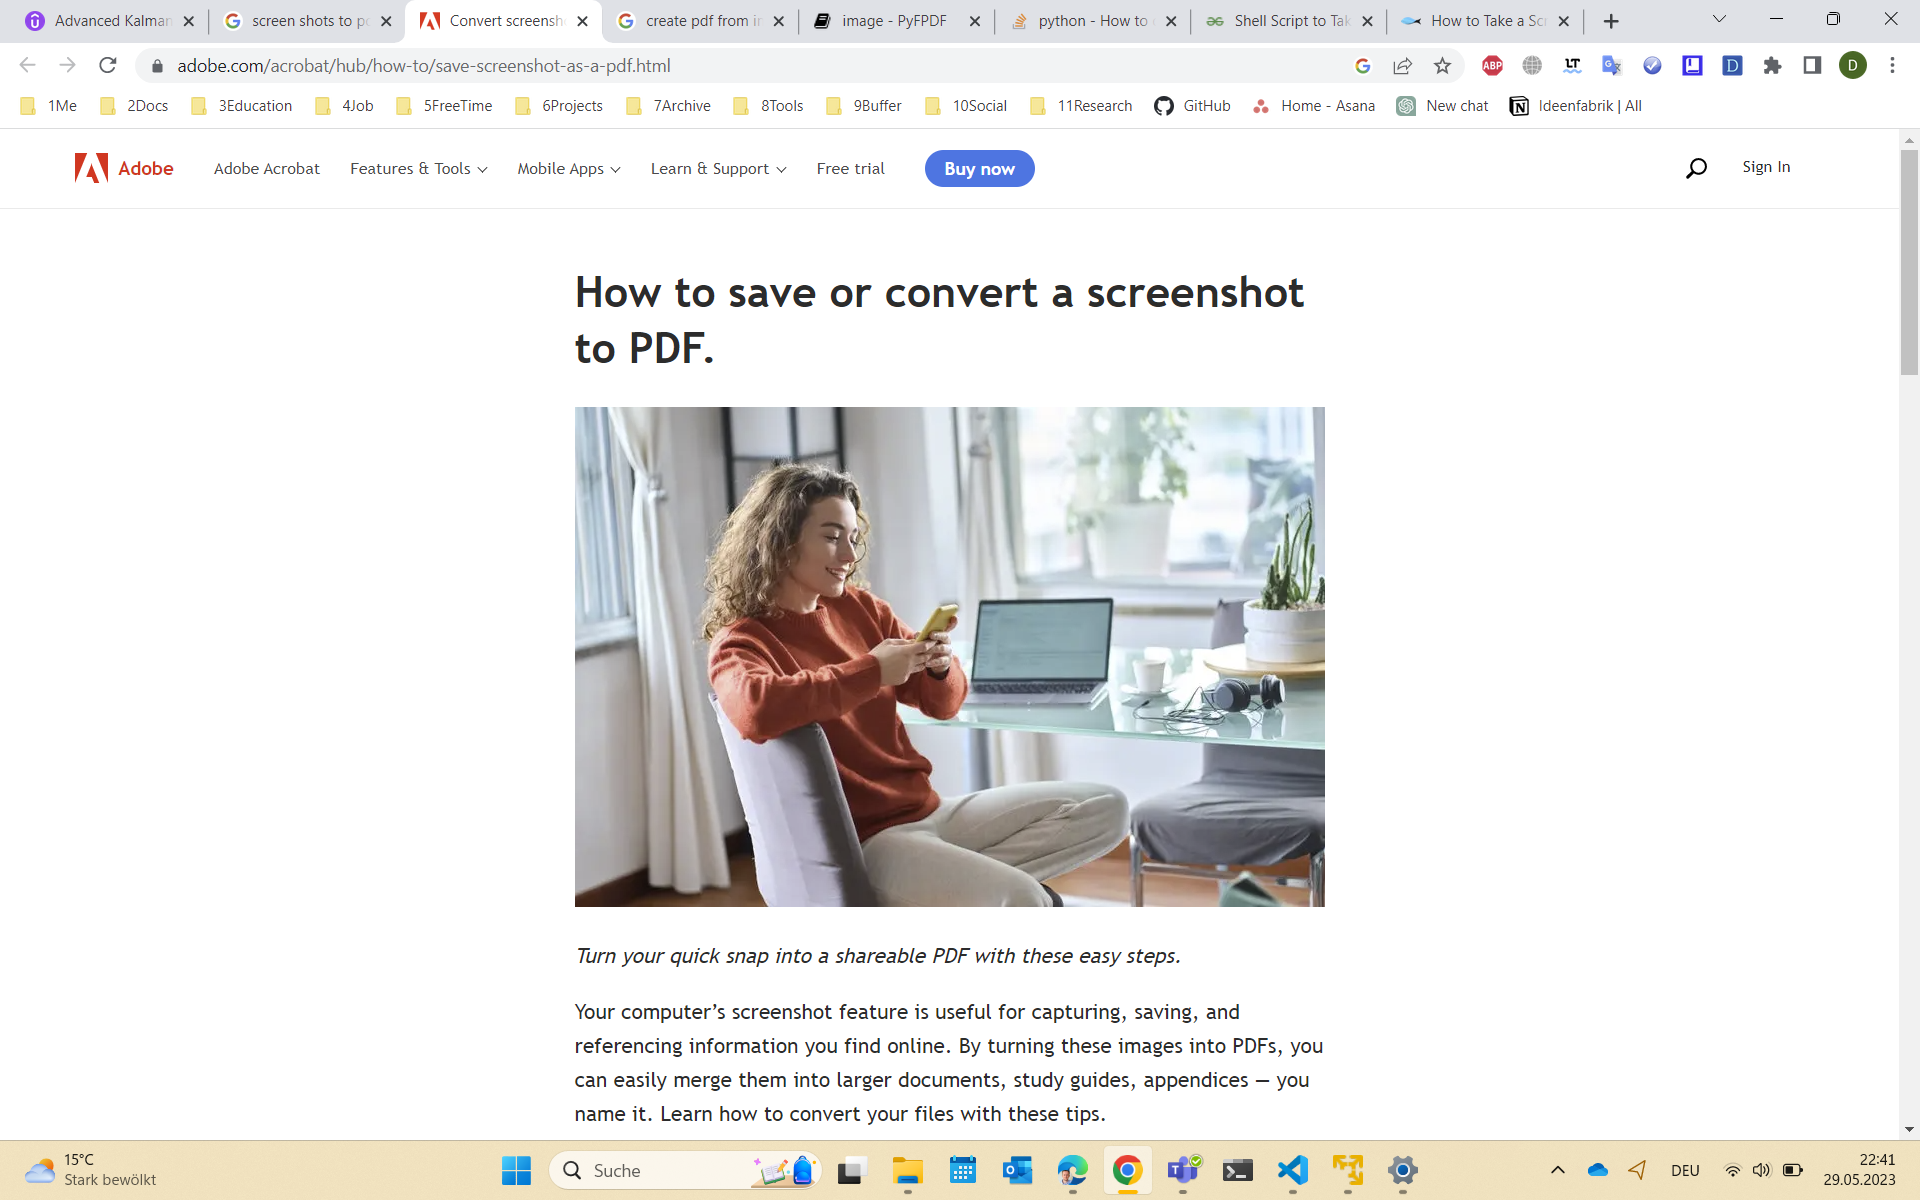 Advanced Kalman
screen shots to pd
Convert screensh
create pdf from im
image - PyFPDF
python - How to
Shell Script to Tak
How to Take a Scr
adobe.com/acrobat/hub/how-to/save-screenshot-as-a-pdf.html
ABP
LT
D
D
1Me
2Docs
3Education
4Job
5FreeTime
6Projects
7Archive
8Tools
9Buffer
10Social
11Research
GitHub
Home - Asana
New chat
Ideenfabrik | All
Adobe
Adobe Acrobat
Features & Tools
Mobile Apps
Learn & Support
Free trial
Buy now
Sign In
How to save or convert a screenshot
to PDF.
Turn your quick snap into a shareable PDF with these easy steps.
Your computer’s screenshot feature is useful for capturing, saving, and
referencing information you find online. By turning these images into PDFs, you
can easily merge them into larger documents, study guides, appendices — you
name it. Learn how to convert your files with these tips.
15°C
Stark bewölkt
Suche
DEU
22:41
29.05.2023